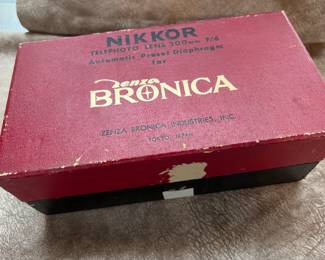 NIKKOR
TELEPHOTO LENS 200mm F/4
Automatic Preset Diaphragm
for
Zenza
BRONICA
ZENZA BRONICA INDUSTRIES, INC.
TOKYO, JAPAN